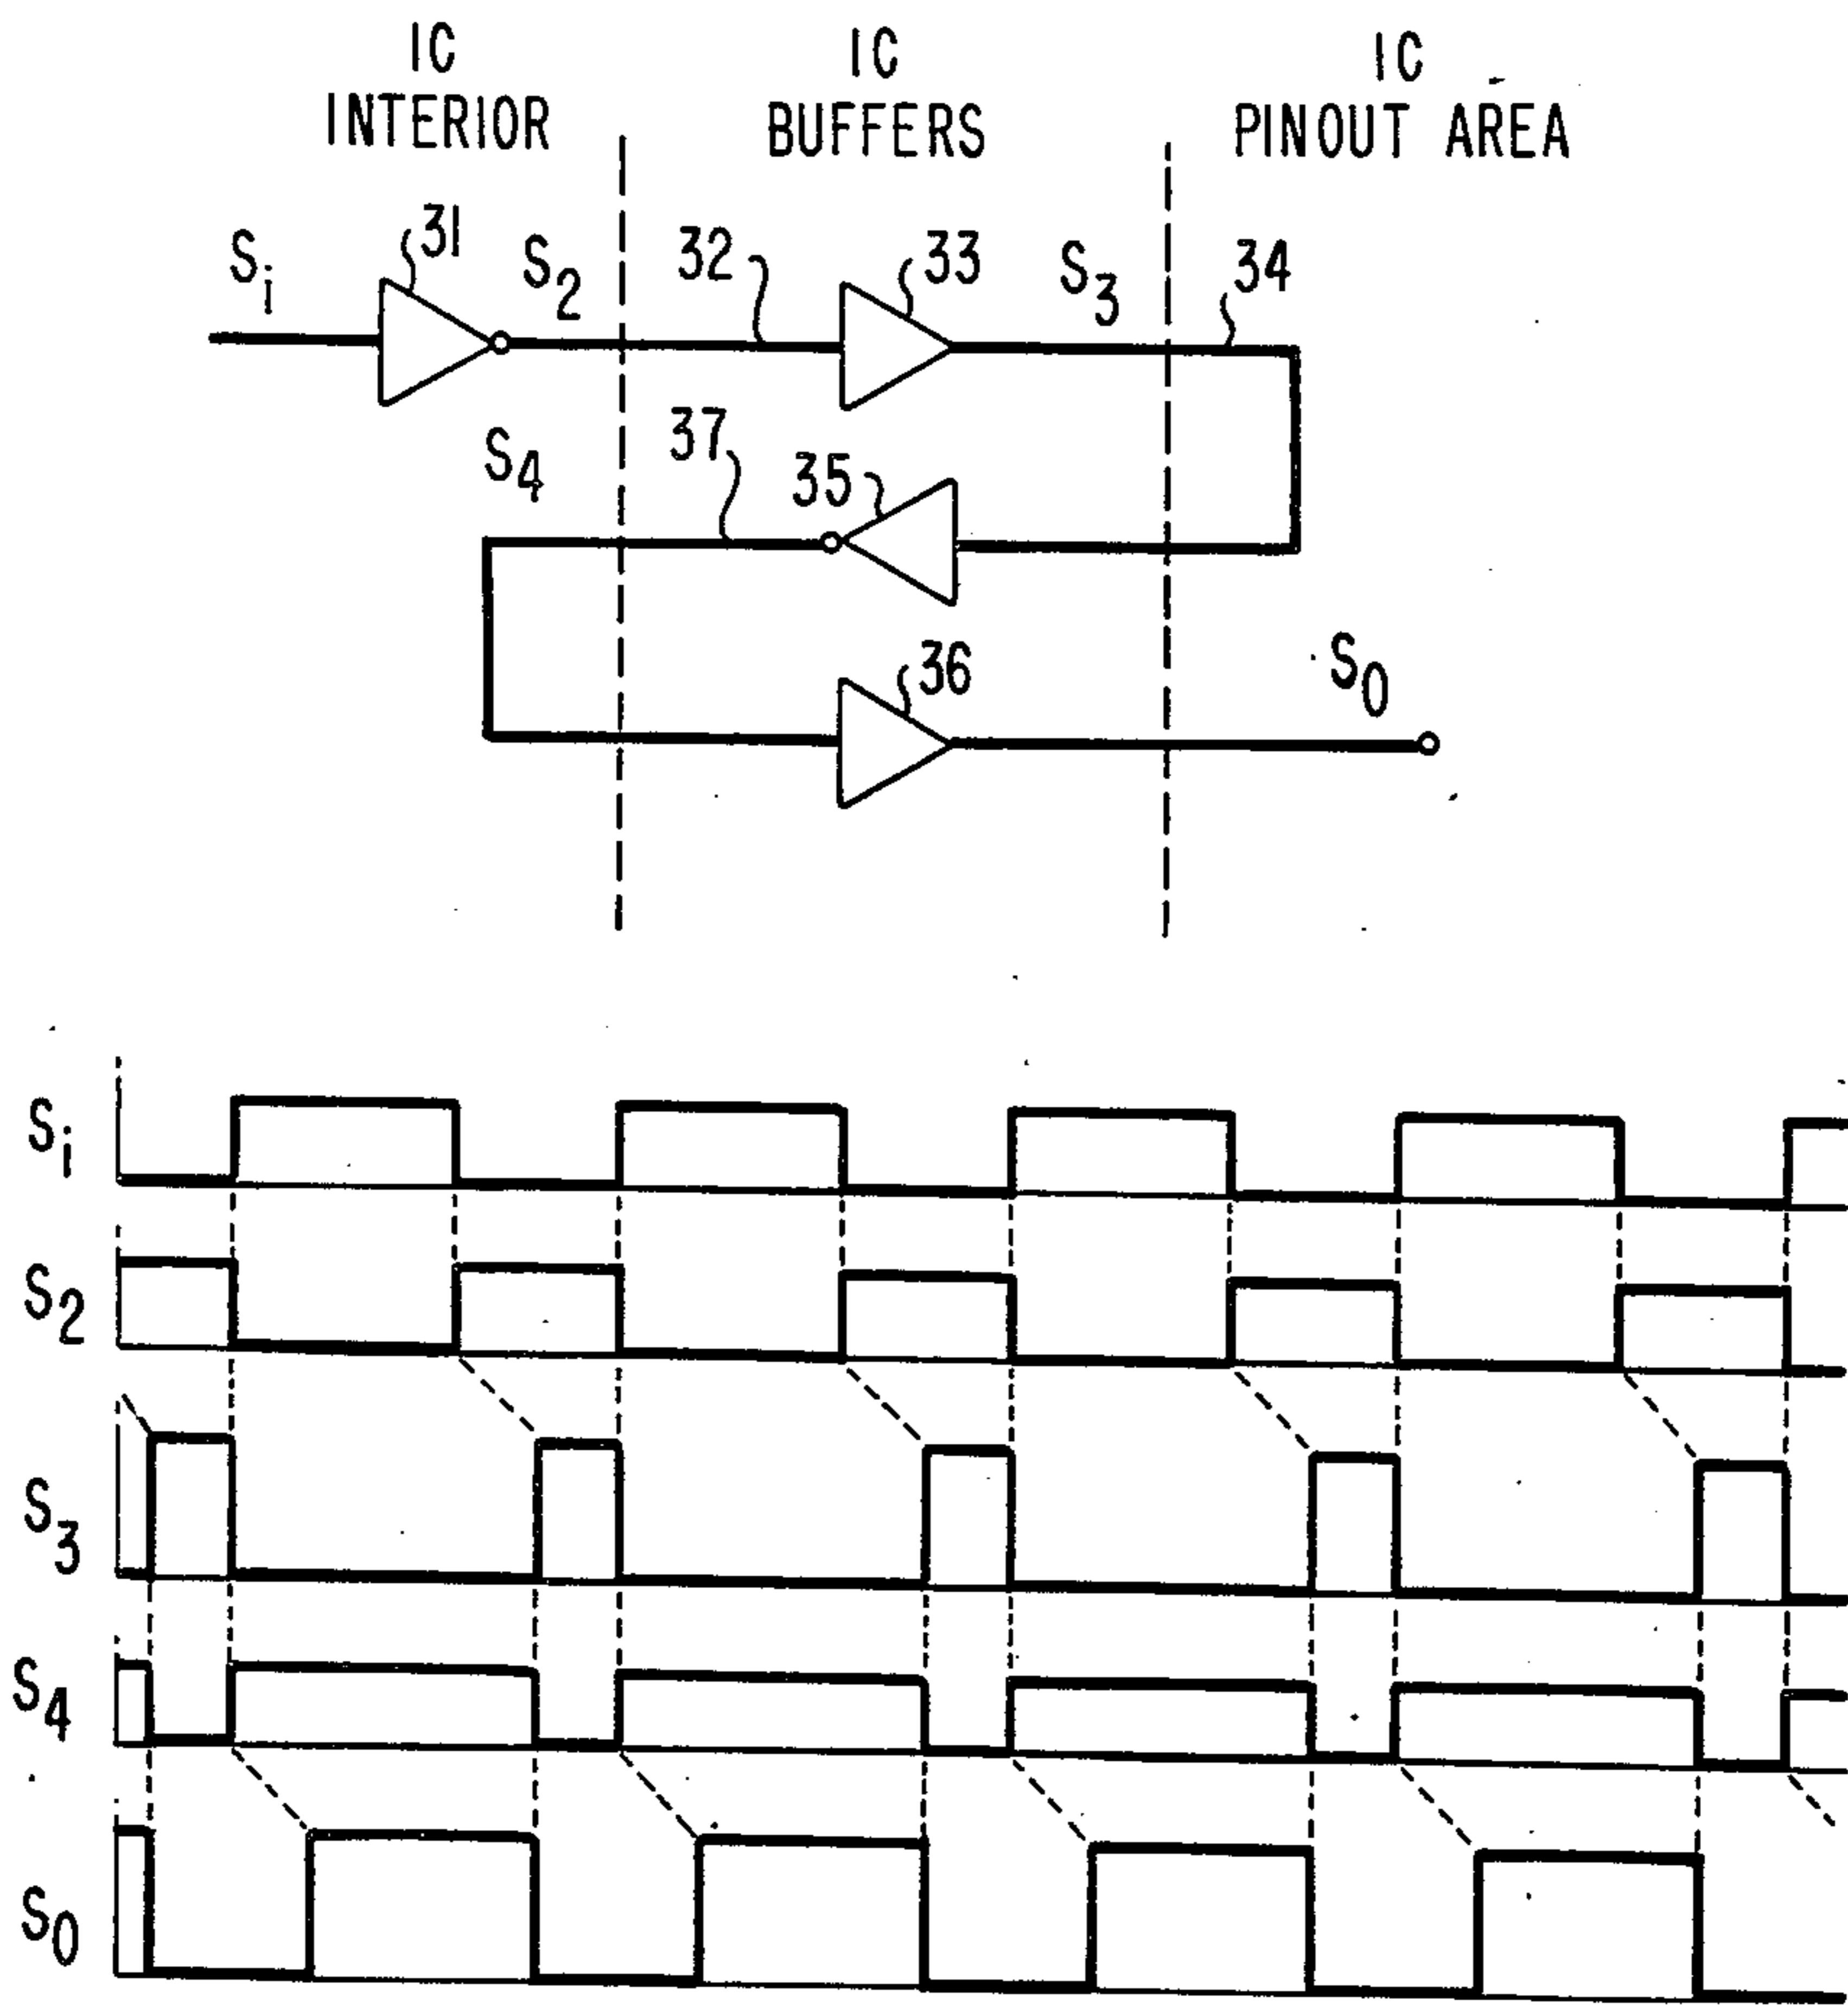 IC INTERIOR
IC BUFFERS
IC PINOUT AREA
Si
31
S2
32
33
S3
34
S4
37
35
36
S0
Si
S2
S3
S4
S0